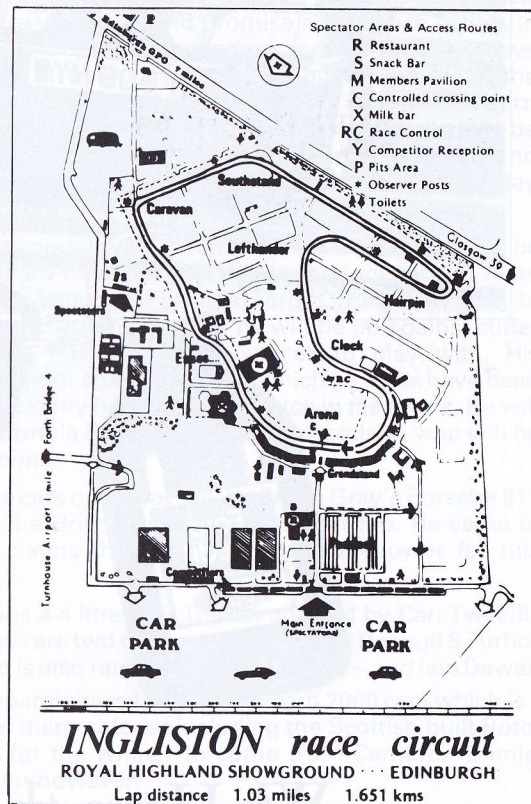 R
Edinburgh GPO 7 miles
Spectator Areas & Access Routes
R Restaurant
S Snack Bar
M Members Pavilion
C Controlled crossing point
X Milk bar
RC Race Control
Y Competitor Reception
P Pits Area
* Observer Posts
Toilets
Glasgow 39
Southstand
Caravan
Lefthander
Hairpin
Clock
Esses
M
RC
Arena
C
Grandstand
Turnhouse Airport 1 mile Forth Bridge 4
Main Entrance
(SPECTATORS)
CAR
PARK
CAR
PARK
INGLISTON race circuit
ROYAL HIGHLAND SHOWGROUND ··· EDINBURGH
Lap distance 1.03 miles 1.651 kms